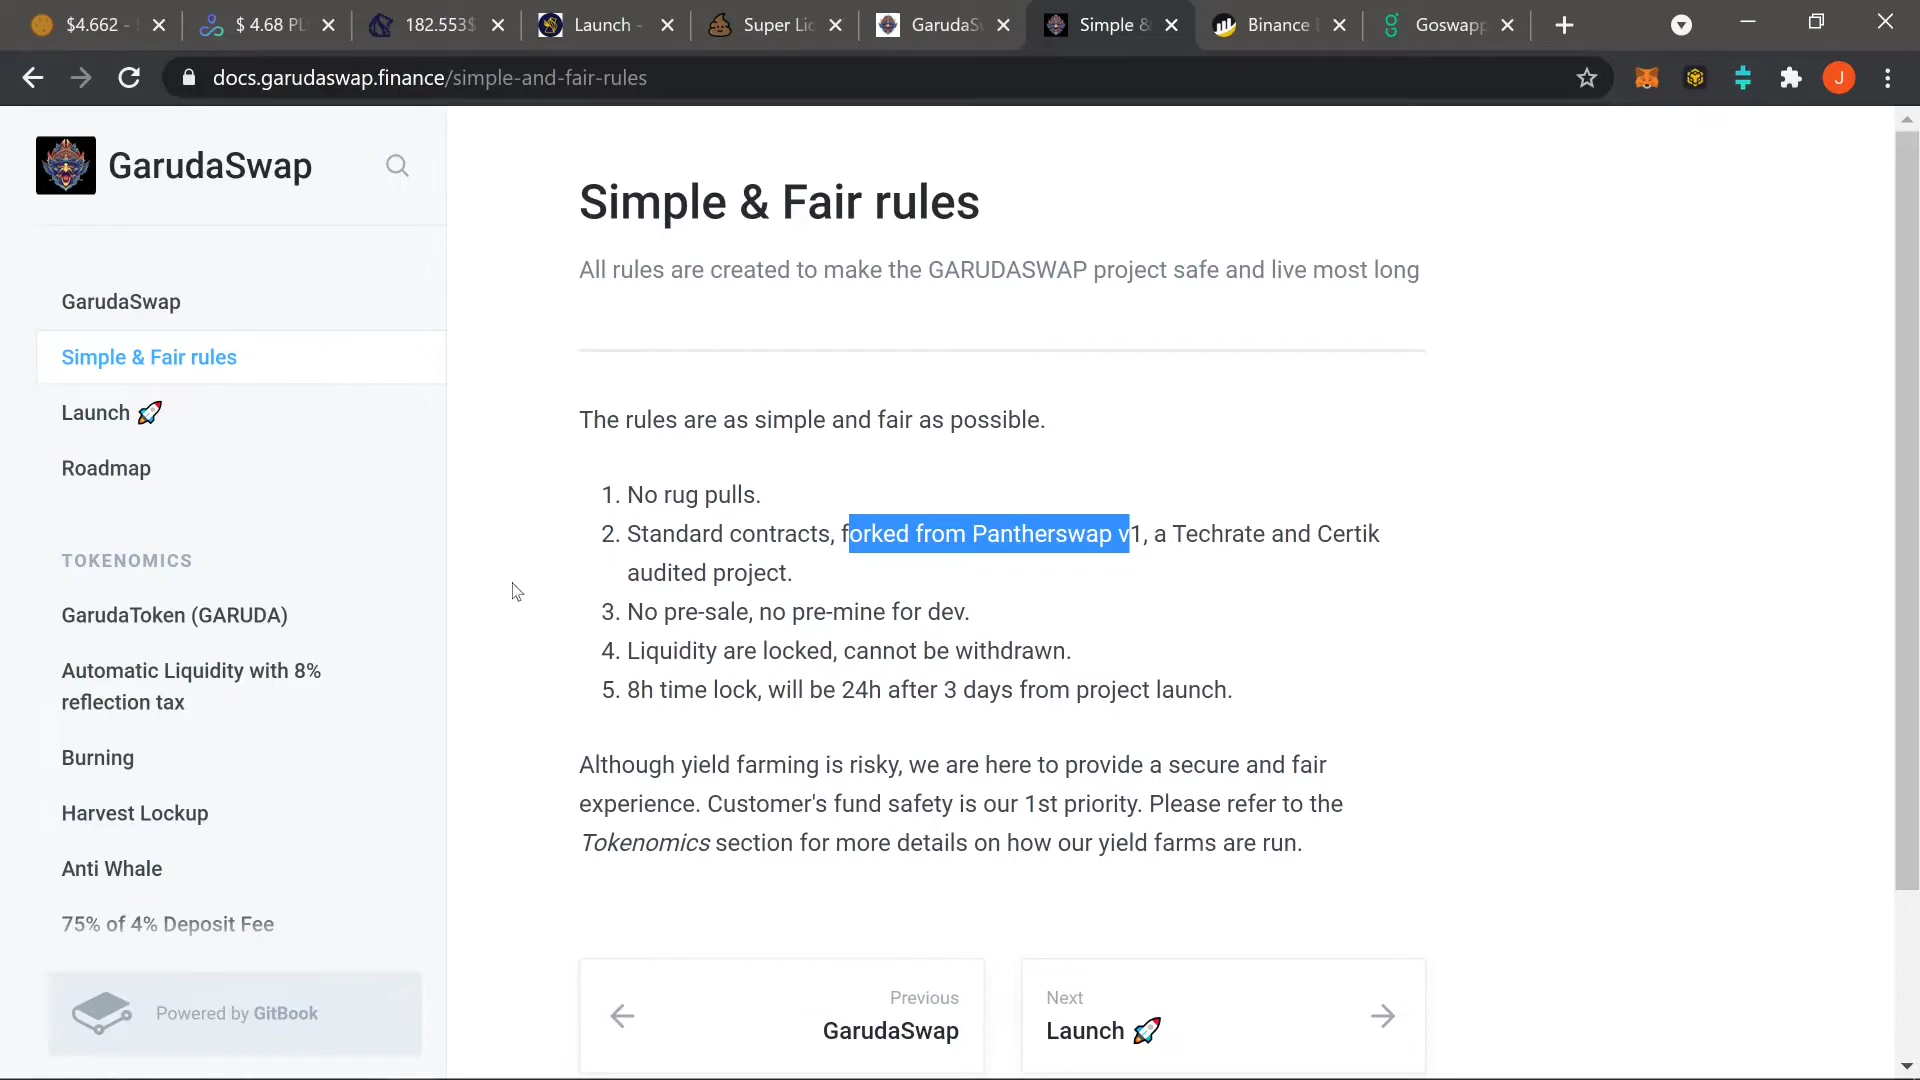 $4.662 -
$ 4.68 PL
182.553$
Launch -
Super Lic
GarudaS
Simple &
Binance
Goswapp
docs.garudaswap.finance/simple-and-fair-rules
J
GarudaSwap
GarudaSwap
Simple & Fair rules
Launch 🚀
Roadmap
TOKENOMICS
GarudaToken (GARUDA)
Automatic Liquidity with 8%
reflection tax
Burning
Harvest Lockup
Anti Whale
75% of 4% Deposit Fee
Powered by GitBook
Simple & Fair rules
All rules are created to make the GARUDASWAP project safe and live most long
The rules are as simple and fair as possible.
1. No rug pulls.
2. Standard contracts, forked from Pantherswap v1, a Techrate and Certik
audited project.
3. No pre-sale, no pre-mine for dev.
4. Liquidity are locked, cannot be withdrawn.
5. 8h time lock, will be 24h after 3 days from project launch.
Although yield farming is risky, we are here to provide a secure and fair
experience. Customer's fund safety is our 1st priority. Please refer to the
Tokenomics section for more details on how our yield farms are run.
Previous
GarudaSwap
Next
Launch 🚀